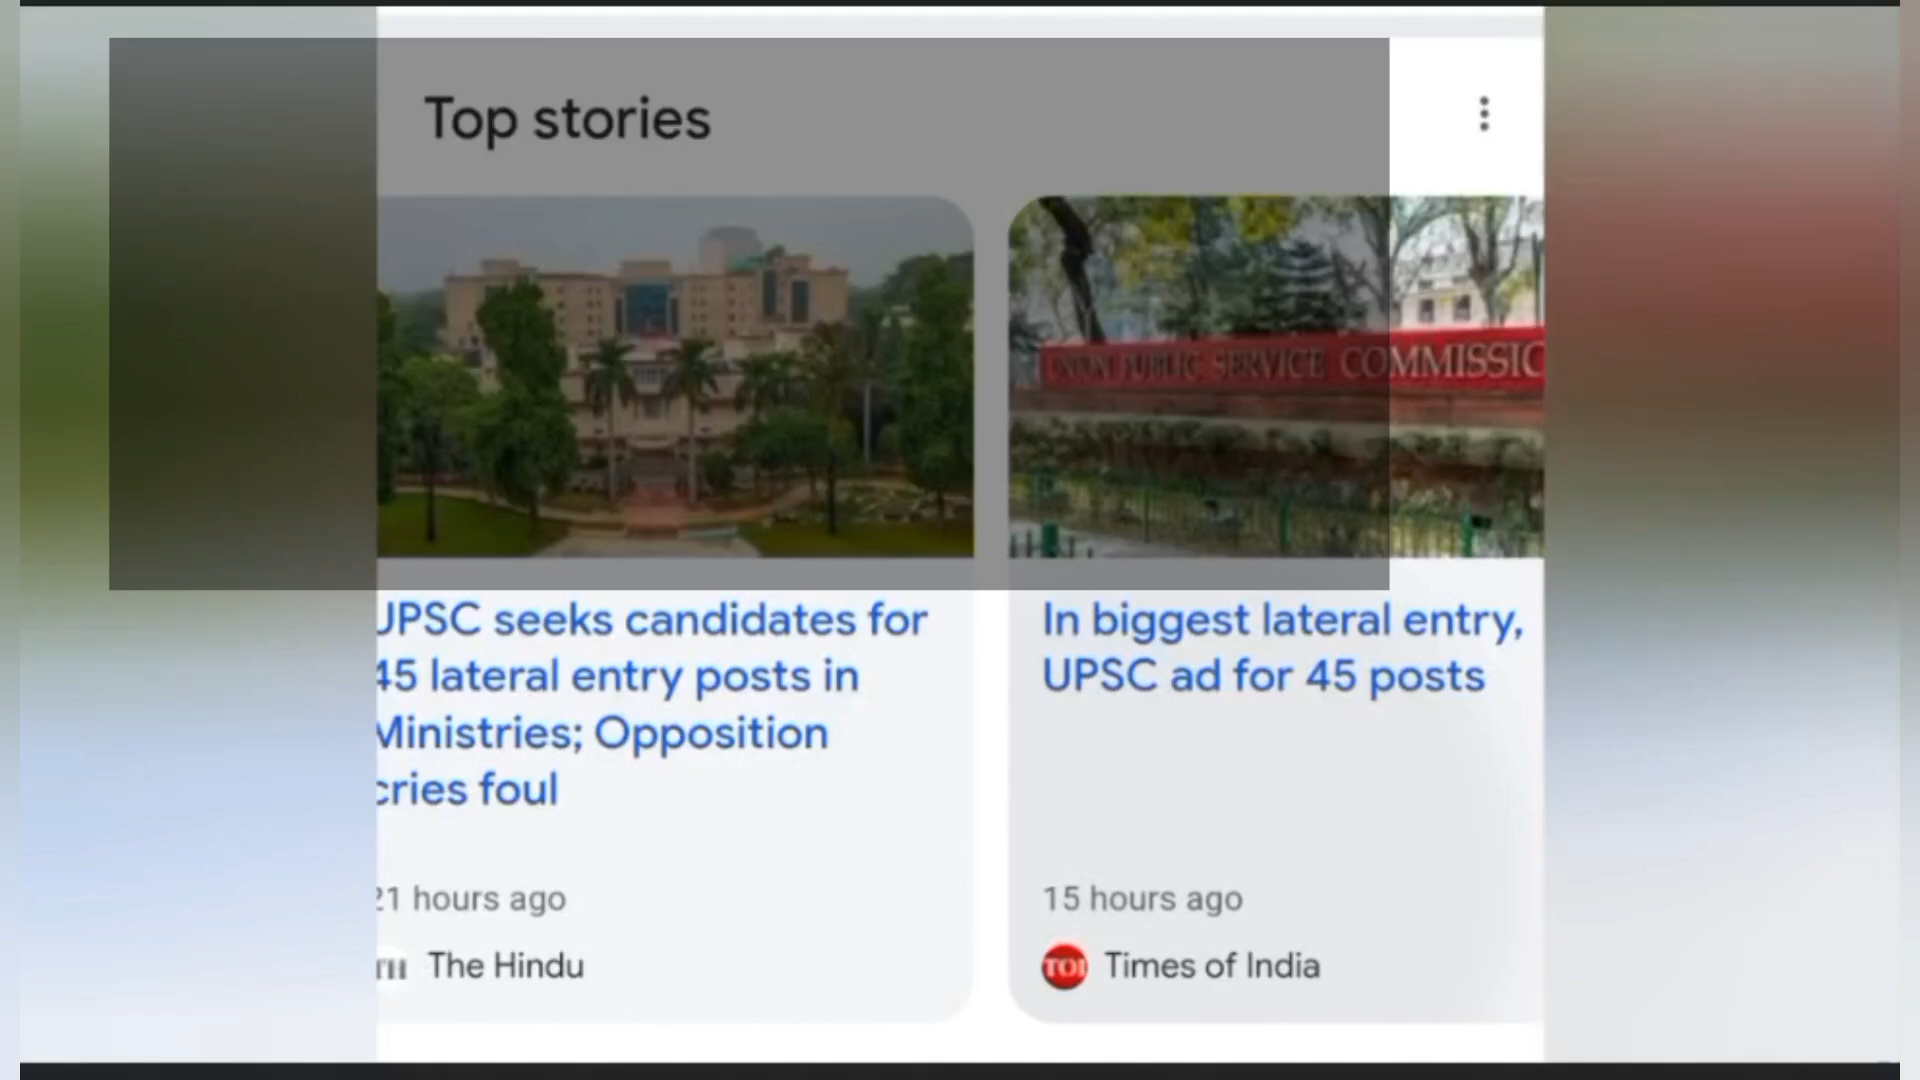 Top stories
UNION PUBLIC SERVICE COMMISSIC
UPSC seeks candidates for
45 lateral entry posts in
Ministries; Opposition
cries foul
21 hours ago
TH The Hindu
In biggest lateral entry,
UPSC ad for 45 posts
15 hours ago
TOI Times of India